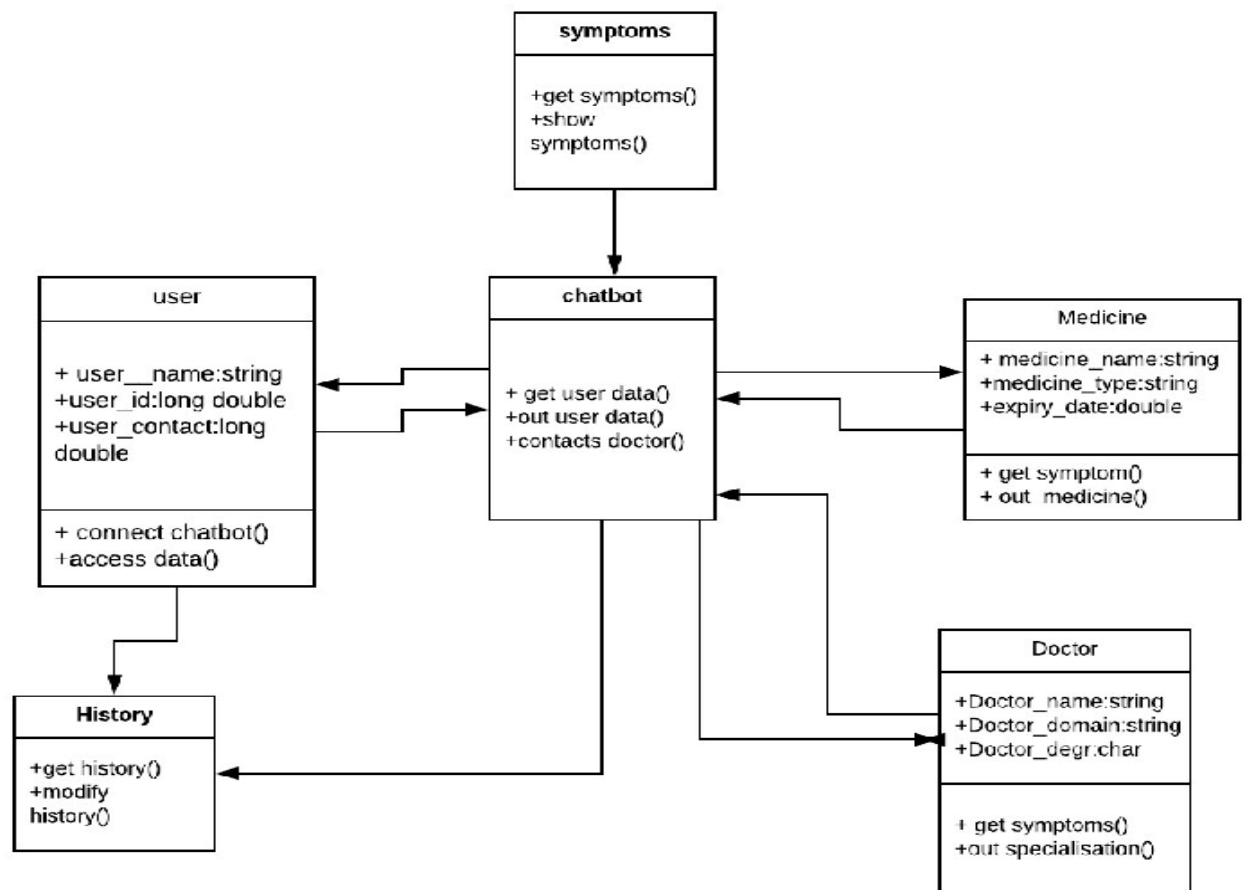 symptoms
+get symptoms()
+show
symptoms()
user
+ user__name:string
+user_id:long double
+user_contact:long
double
+ connect chatbot()
+access data()
chatbot
+ get user data()
+out user data()
+contacts doctor()
Medicine
+ medicine_name:string
+medicine_type:string
+expiry_date:double
+ get symptom()
+ out medicine()
History
+get history()
+modify
history()
Doctor
+Doctor_name:string
+Doctor_domain:string
+Doctor_degr:char
+ get symptoms()
+out specialisation()